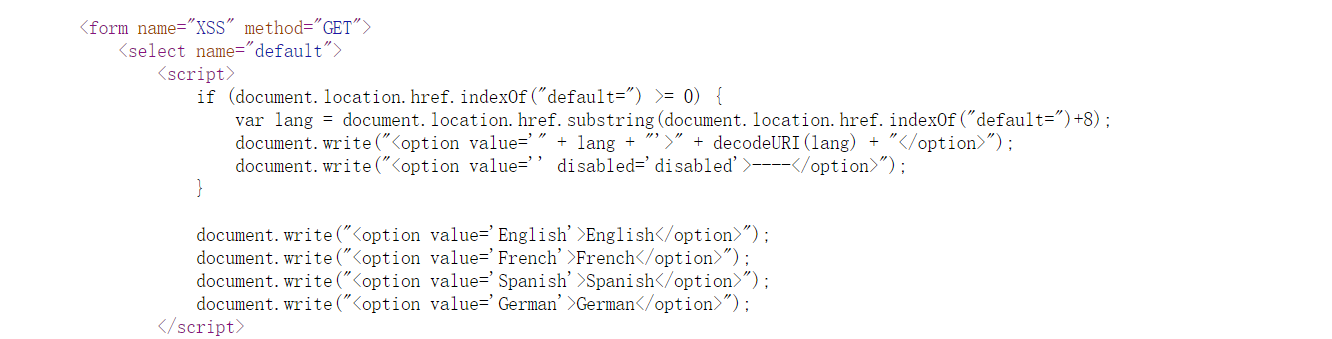 <form name="XSS" method="GET">
    <select name="default">
        <script>
            if (document.location.href.indexOf("default=") >= 0) {
                var lang = document.location.href.substring(document.location.href.indexOf("default=")+8);
                document.write("<option value='" + lang + "'>" + decodeURI(lang) + "</option>");
                document.write("<option value='' disabled='disabled'>----</option>");
            }

            document.write("<option value='English'>English</option>");
            document.write("<option value='French'>French</option>");
            document.write("<option value='Spanish'>Spanish</option>");
            document.write("<option value='German'>German</option>");
        </script>